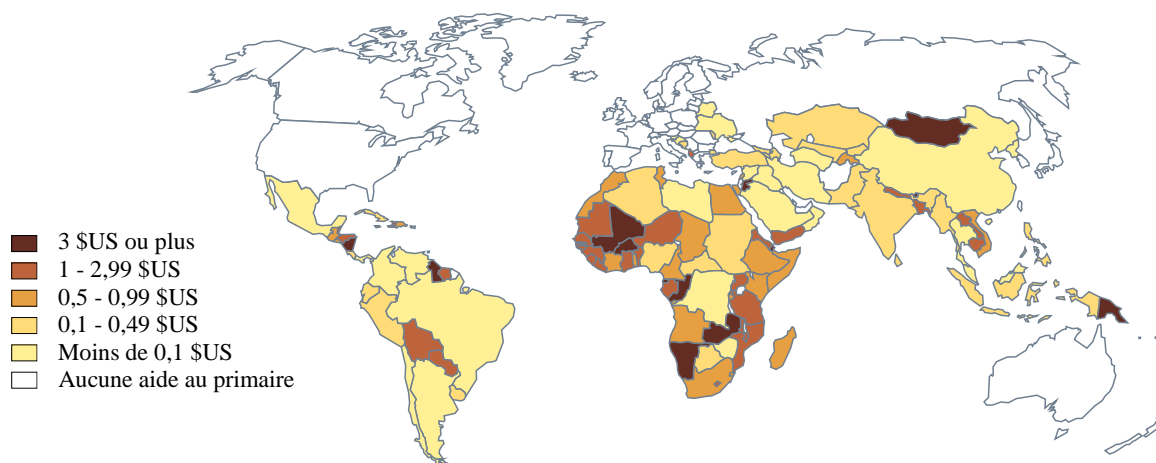 3 $US ou plus
1 - 2,99 $US
0,5 - 0,99 $US
0,1 - 0,49 $US
Moins de 0,1 $US
Aucune aide au primaire